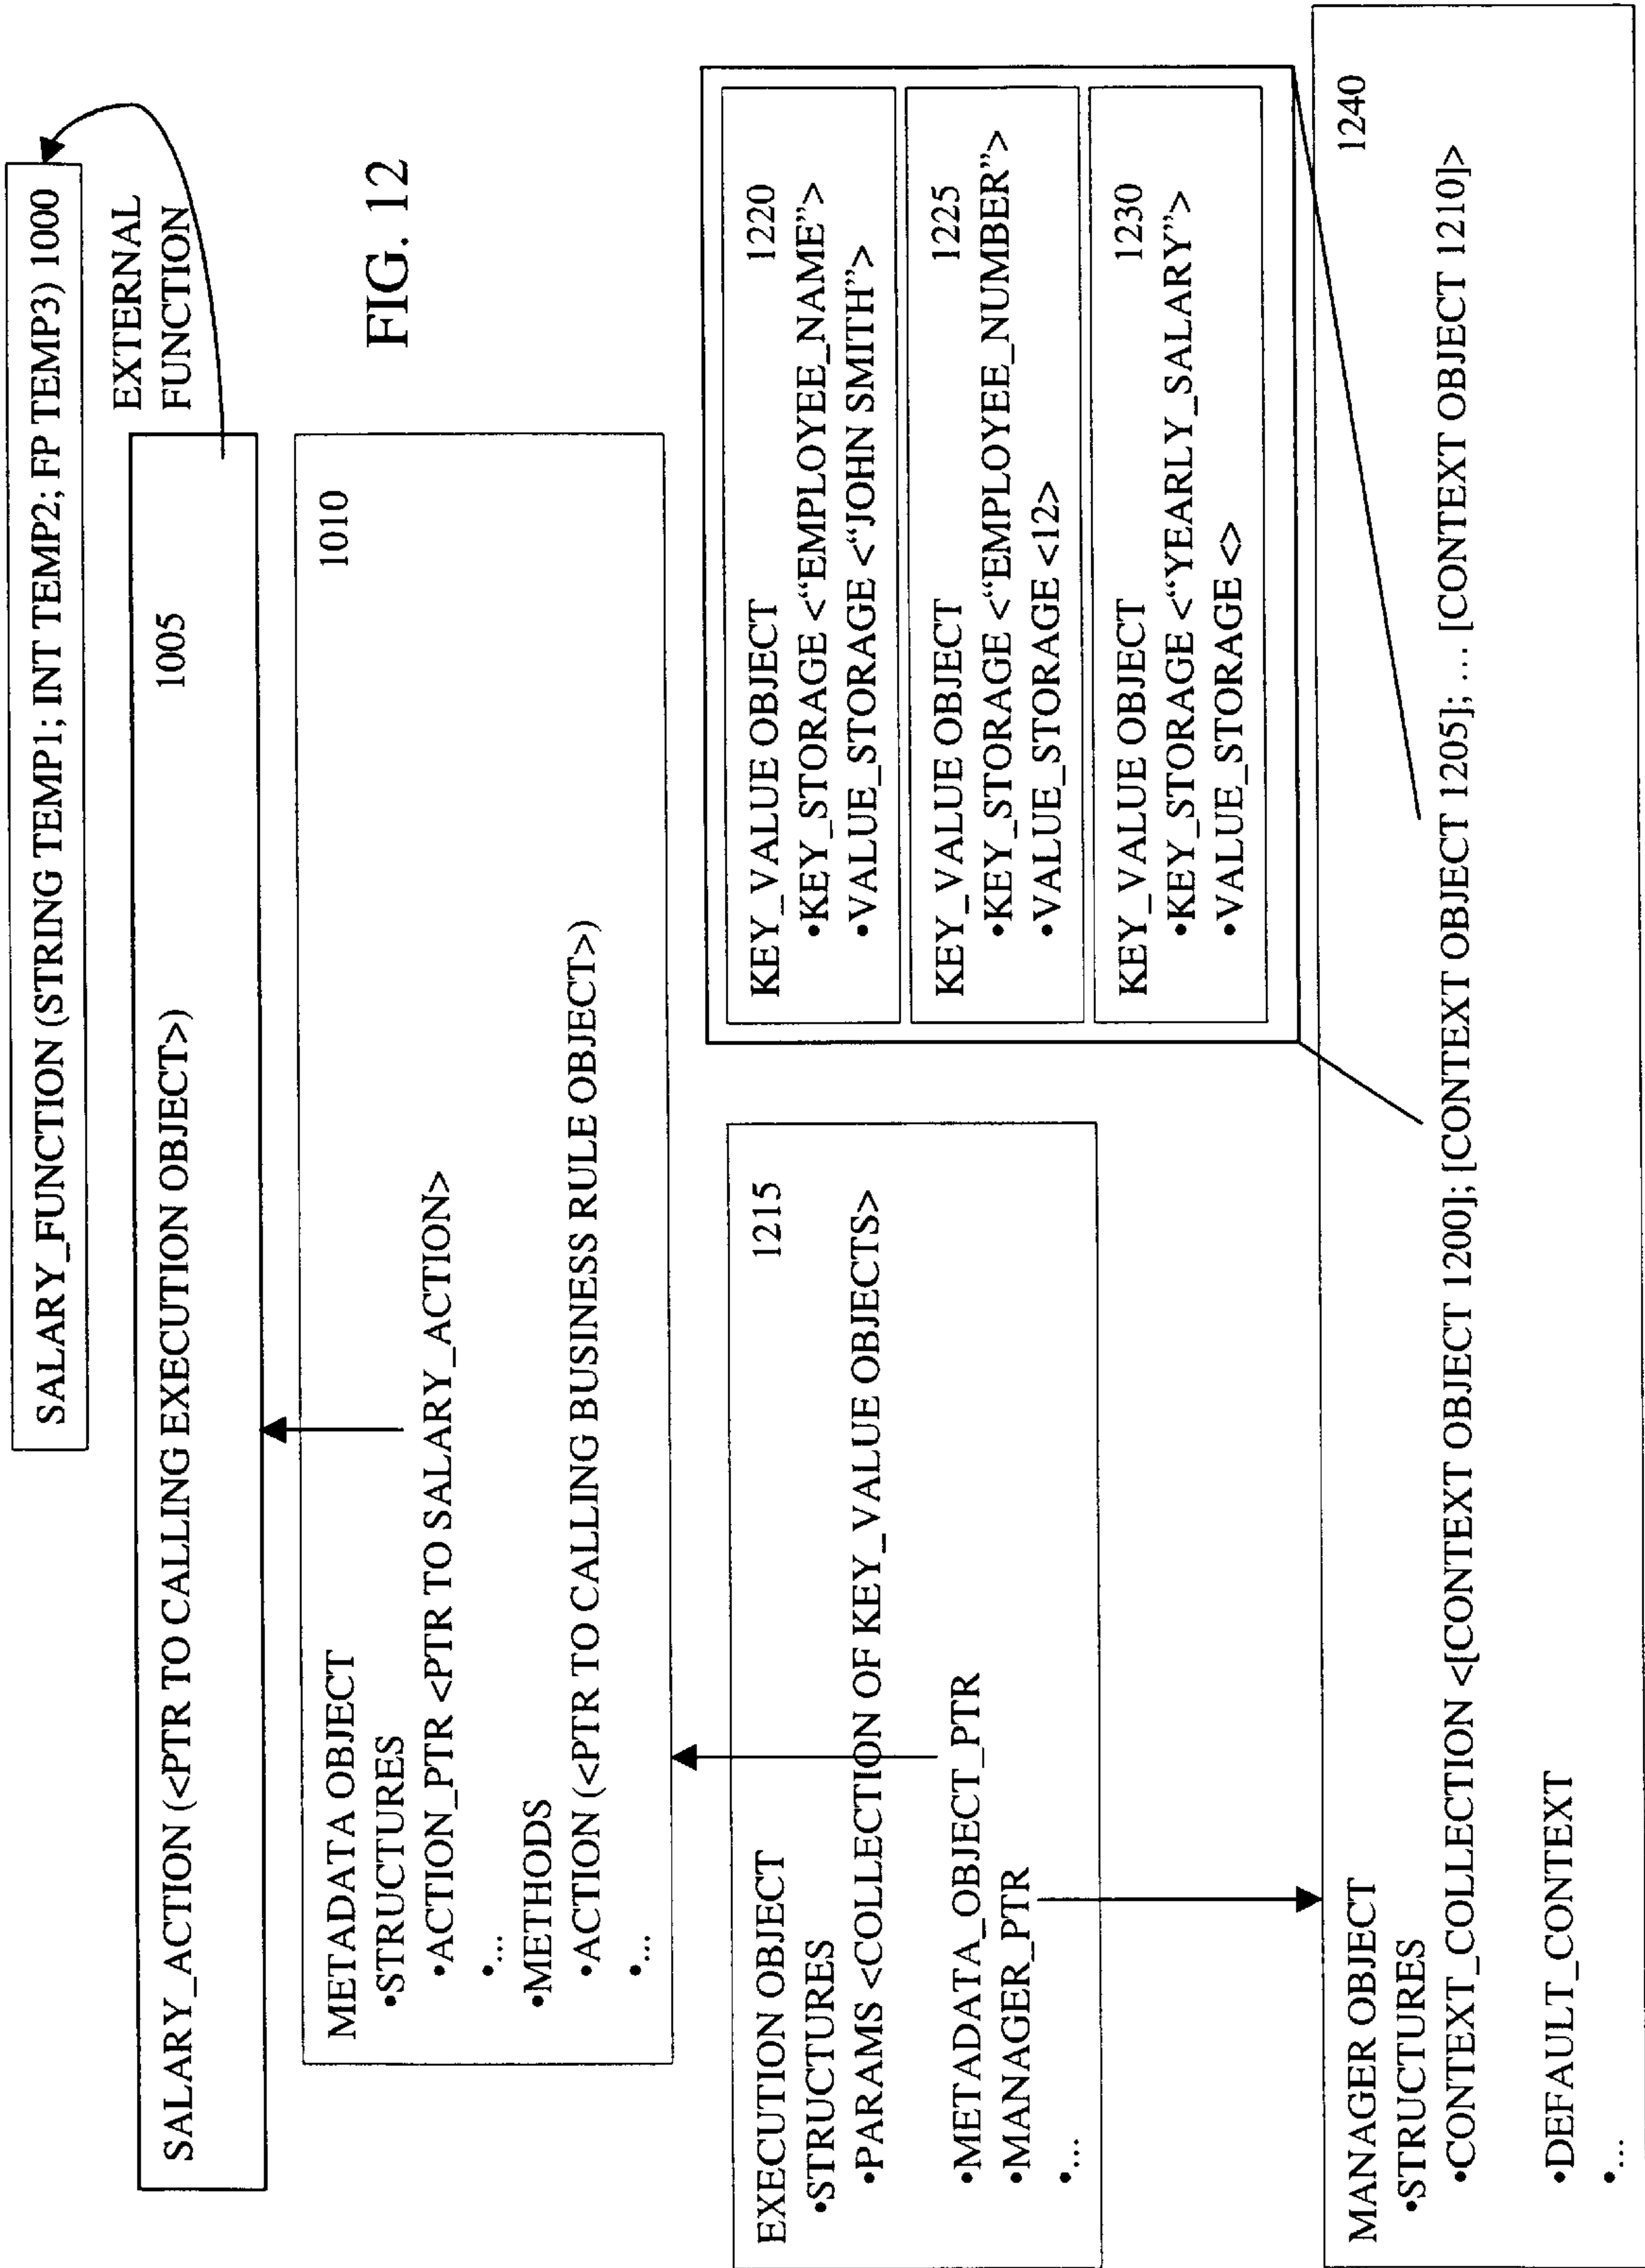 SALARY_FUNCTION (STRING TEMP1; INT TEMP2; FP TEMP3) 1000
EXTERNAL
FUNCTION
SALARY_ACTION (<PTR TO CALLING EXECUTION OBJECT>)
1005
FIG. 12
METADATA OBJECT
1010
•STRUCTURES
•ACTION_PTR <PTR TO SALARY_ACTION>
•...
•METHODS
•ACTION (<PTR TO CALLING BUSINESS RULE OBJECT>)
•...
EXECUTION OBJECT
1215
•STRUCTURES
•PARAMS <COLLECTION OF KEY_VALUE OBJECTS>
•METADATA_OBJECT_PTR
•MANAGER_PTR
•...
KEY_VALUE OBJECT
1220
•KEY_STORAGE <“EMPLOYEE_NAME”>
•VALUE_STORAGE <“JOHN SMITH”>
KEY_VALUE OBJECT
1225
•KEY_STORAGE <“EMPLOYEE_NUMBER”>
•VALUE_STORAGE <12>
KEY_VALUE OBJECT
1230
•KEY_STORAGE <“YEARLY_SALARY”>
•VALUE_STORAGE <>
MANAGER OBJECT
1240
•STRUCTURES
•CONTEXT_COLLECTION <[CONTEXT OBJECT 1200]; [CONTEXT OBJECT 1205]; … [CONTEXT OBJECT 1210]>
•DEFAULT_CONTEXT
•...